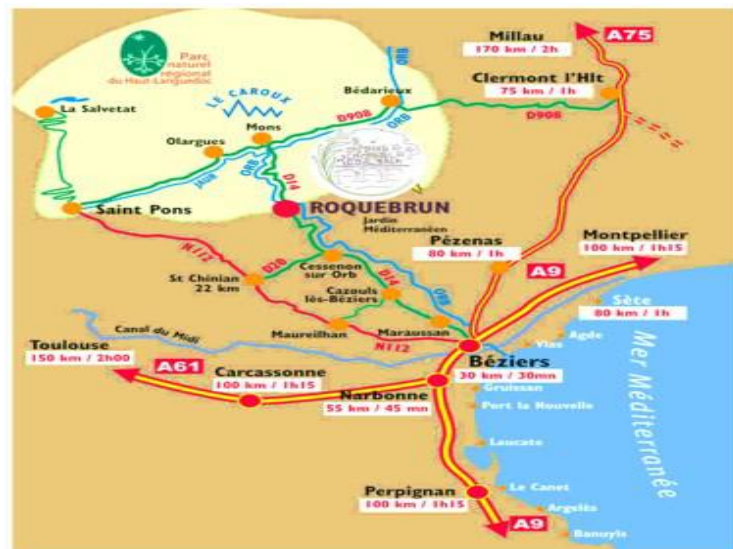 Parc
naturel
régional
du Haut-Languedoc
ORB
Millau
170 km / 2h
A75
Clermont l'Hlt
75 km / 1h
La Salvetat
LE CAROUX
Bédarieux
D908
ORB
D908
Mons
Olargues
JAUR
ORB
D14
Saint Pons
ROQUEBRUN
Jardin
Méditerranéen
Pézenas
80 km / 1h
Montpellier
100 km / 1h15
A9
N112
D20
St Chinian
22 km
Cessenon
sur Orb
D14
Cazouls
lès-Béziers
ORB
Sète
80 km / 1h
Agde
Vias
Canal du Midi
Maureilhan
N112
Maraussan
Toulouse
150 km / 2h00
A61
Carcassonne
100 km / 1h15
Béziers
30 km / 30mn
Narbonne
55 km / 45 mn
Gruissan
Port la Nouvelle
Leucate
Mer Méditerranée
Perpignan
100 km / 1h15
Le Canet
Argelès
A9
Banuyls